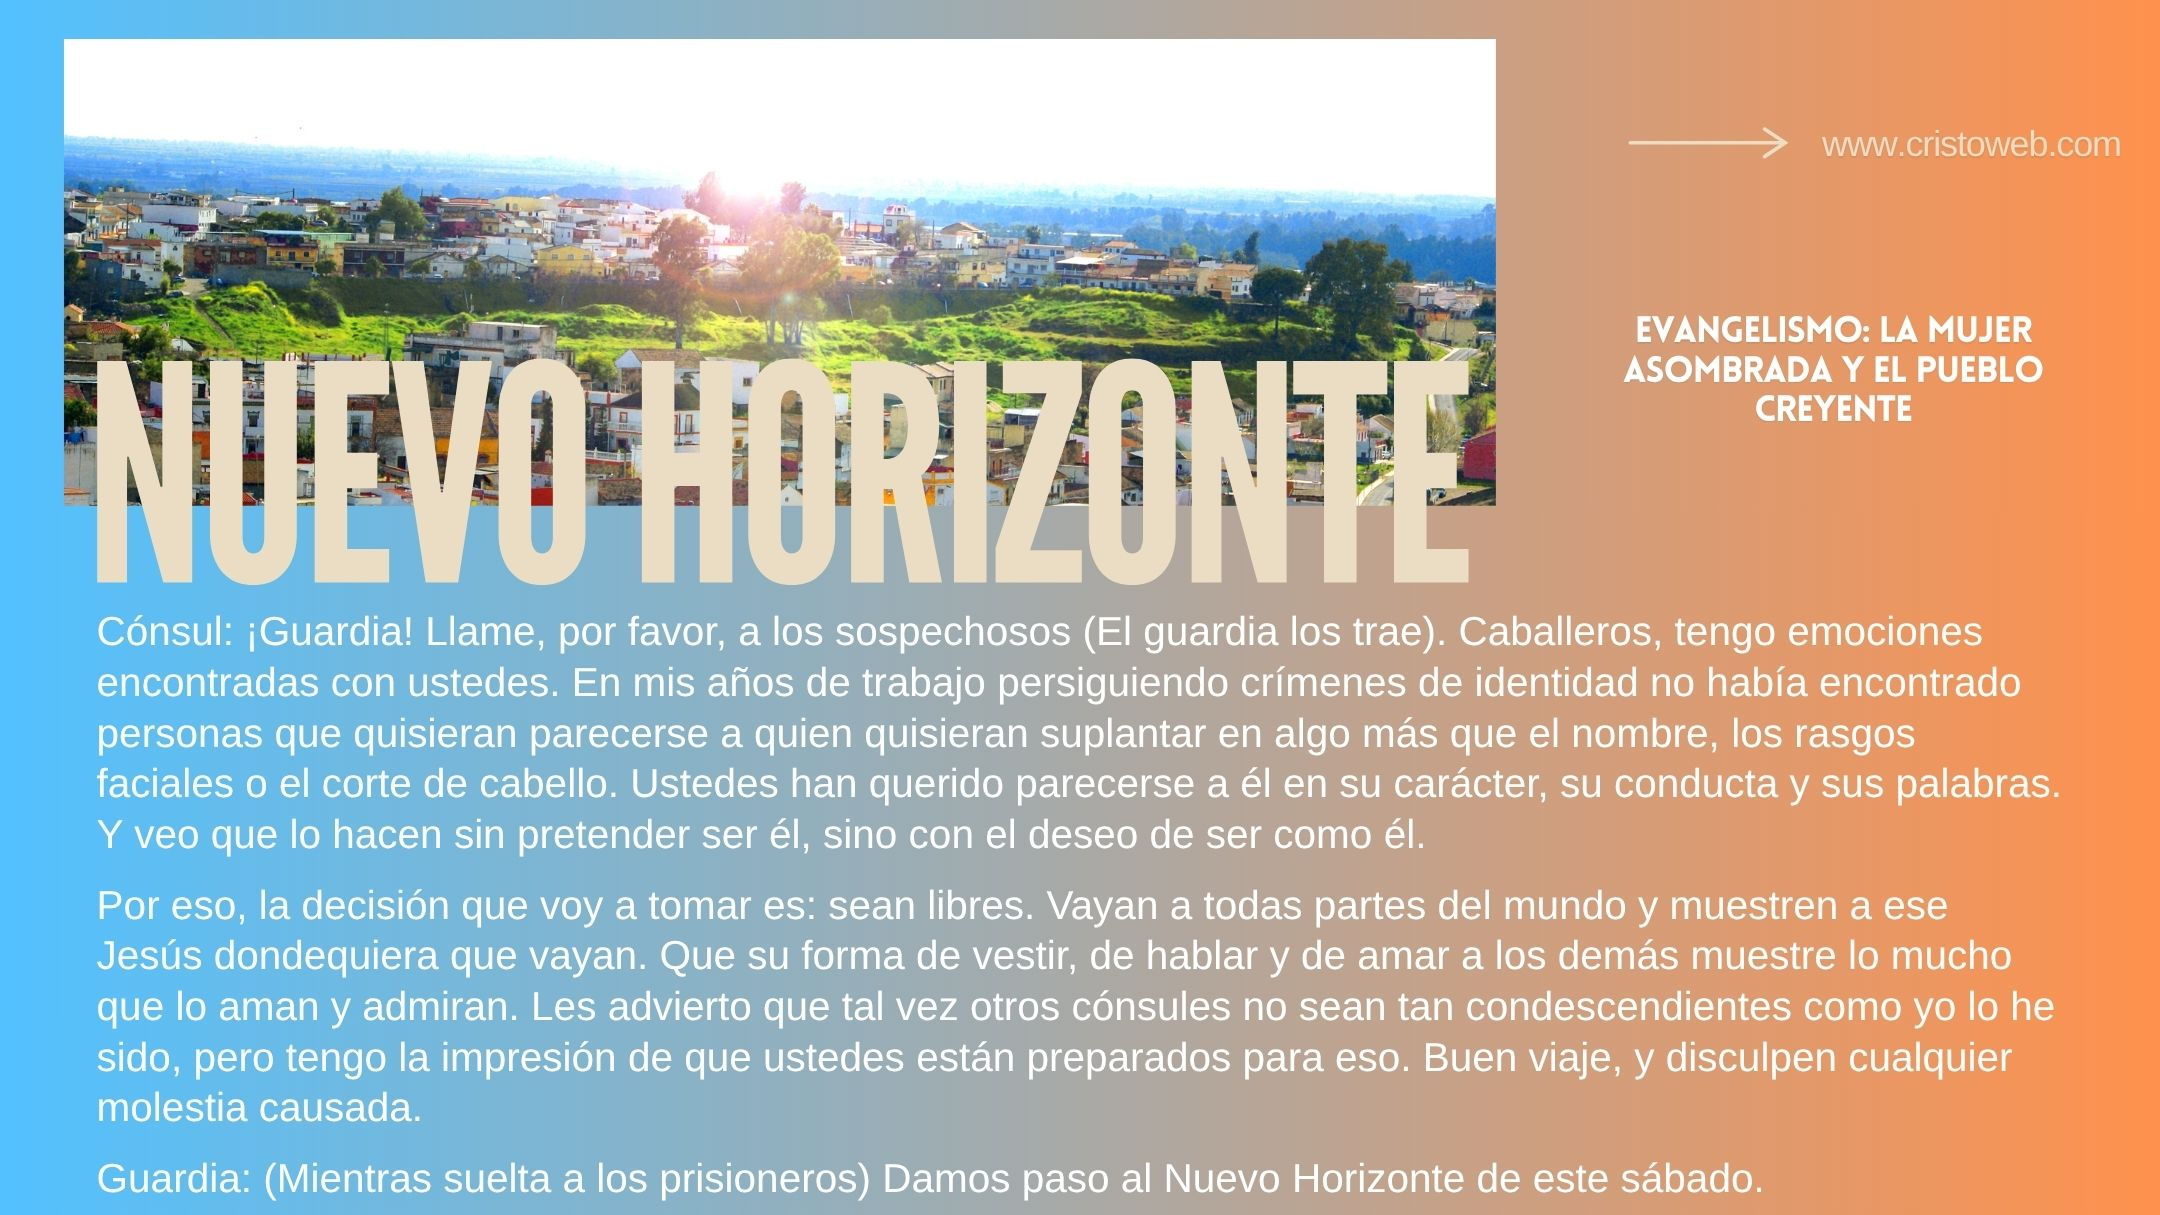 www.cristoweb.com
EVANGELISMO: LA MUJER
ASOMBRADA Y EL PUEBLO
CREYENTE
NUEVO HORIZONTE
Cónsul: ¡Guardia! Llame, por favor, a los sospechosos (El guardia los trae). Caballeros, tengo emociones
encontradas con ustedes. En mis años de trabajo persiguiendo crímenes de identidad no había encontrado
personas que quisieran parecerse a quien quisieran suplantar en algo más que el nombre, los rasgos
faciales o el corte de cabello. Ustedes han querido parecerse a él en su carácter, su conducta y sus palabras.
Y veo que lo hacen sin pretender ser él, sino con el deseo de ser como él.
Por eso, la decisión que voy a tomar es: sean libres. Vayan a todas partes del mundo y muestren a ese
Jesús dondequiera que vayan. Que su forma de vestir, de hablar y de amar a los demás muestre lo mucho
que lo aman y admiran. Les advierto que tal vez otros cónsules no sean tan condescendientes como yo lo he
sido, pero tengo la impresión de que ustedes están preparados para eso. Buen viaje, y disculpen cualquier
molestia causada.
Guardia: (Mientras suelta a los prisioneros) Damos paso al Nuevo Horizonte de este sábado.